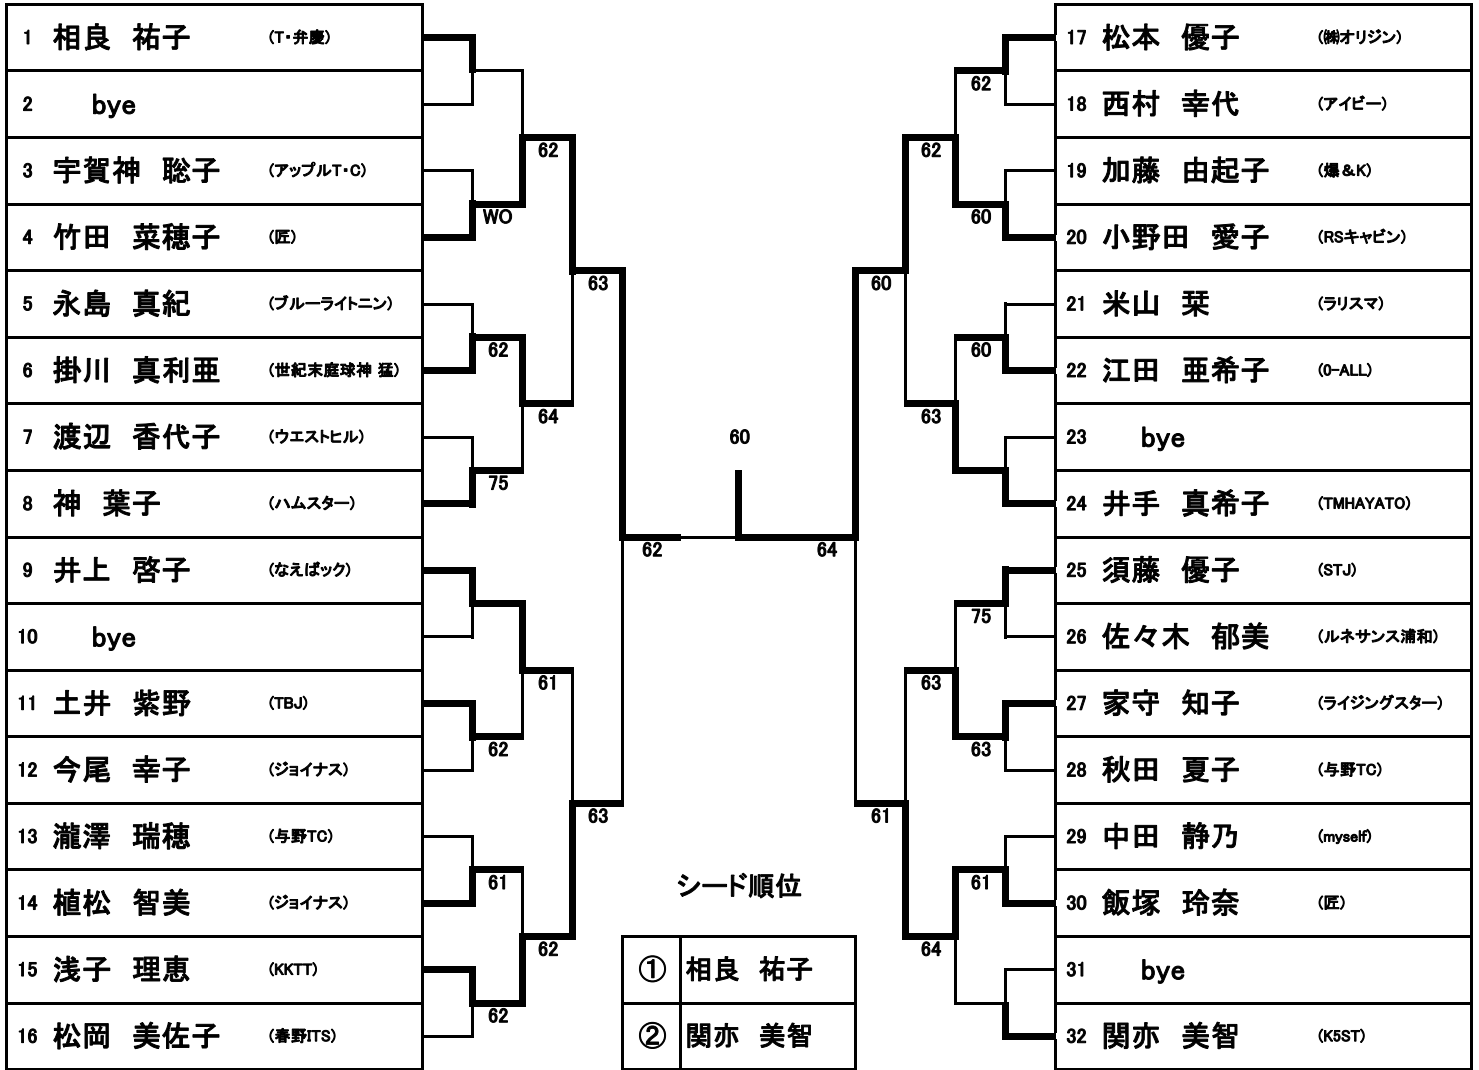 1 相良 祐子 (T・弁慶)
2 bye
3 宇賀神 聡子 (アップルT・C)
4 竹田 菜穂子 (匠)
5 永島 真紀 (ブルーライトニン)
6 掛川 真利亜 (世紀末庭球神 猛)
7 渡辺 香代子 (ウエストヒル)
8 神 葉子 (ハムスター)
9 井上 啓子 (なえばック)
10 bye
11 土井 紫野 (TBJ)
12 今尾 幸子 (ジョイナス)
13 瀧澤 瑞穂 (与野TC)
14 植松 智美 (ジョイナス)
15 浅子 理恵 (KKTT)
16 松岡 美佐子 (春野ITS)
WO
62
75
62
61
62
62
64
61
62
63
63
62
60
64
60
61
62
63
63
64
62
60
60
75
63
61
シード順位
① 相良 祐子
② 関亦 美智
17 松本 優子 (㈱オリジン)
18 西村 幸代 (アイビー)
19 加藤 由起子 (爆&K)
20 小野田 愛子 (RSキャビン)
21 米山 栞 (ラリスマ)
22 江田 亜希子 (O-ALL)
23 bye
24 井手 真希子 (TMHAYATO)
25 須藤 優子 (STJ)
26 佐々木 郁美 (ルネサンス浦和)
27 家守 知子 (ライジングスター)
28 秋田 夏子 (与野TC)
29 中田 静乃 (myself)
30 飯塚 玲奈 (匠)
31 bye
32 関亦 美智 (K5ST)